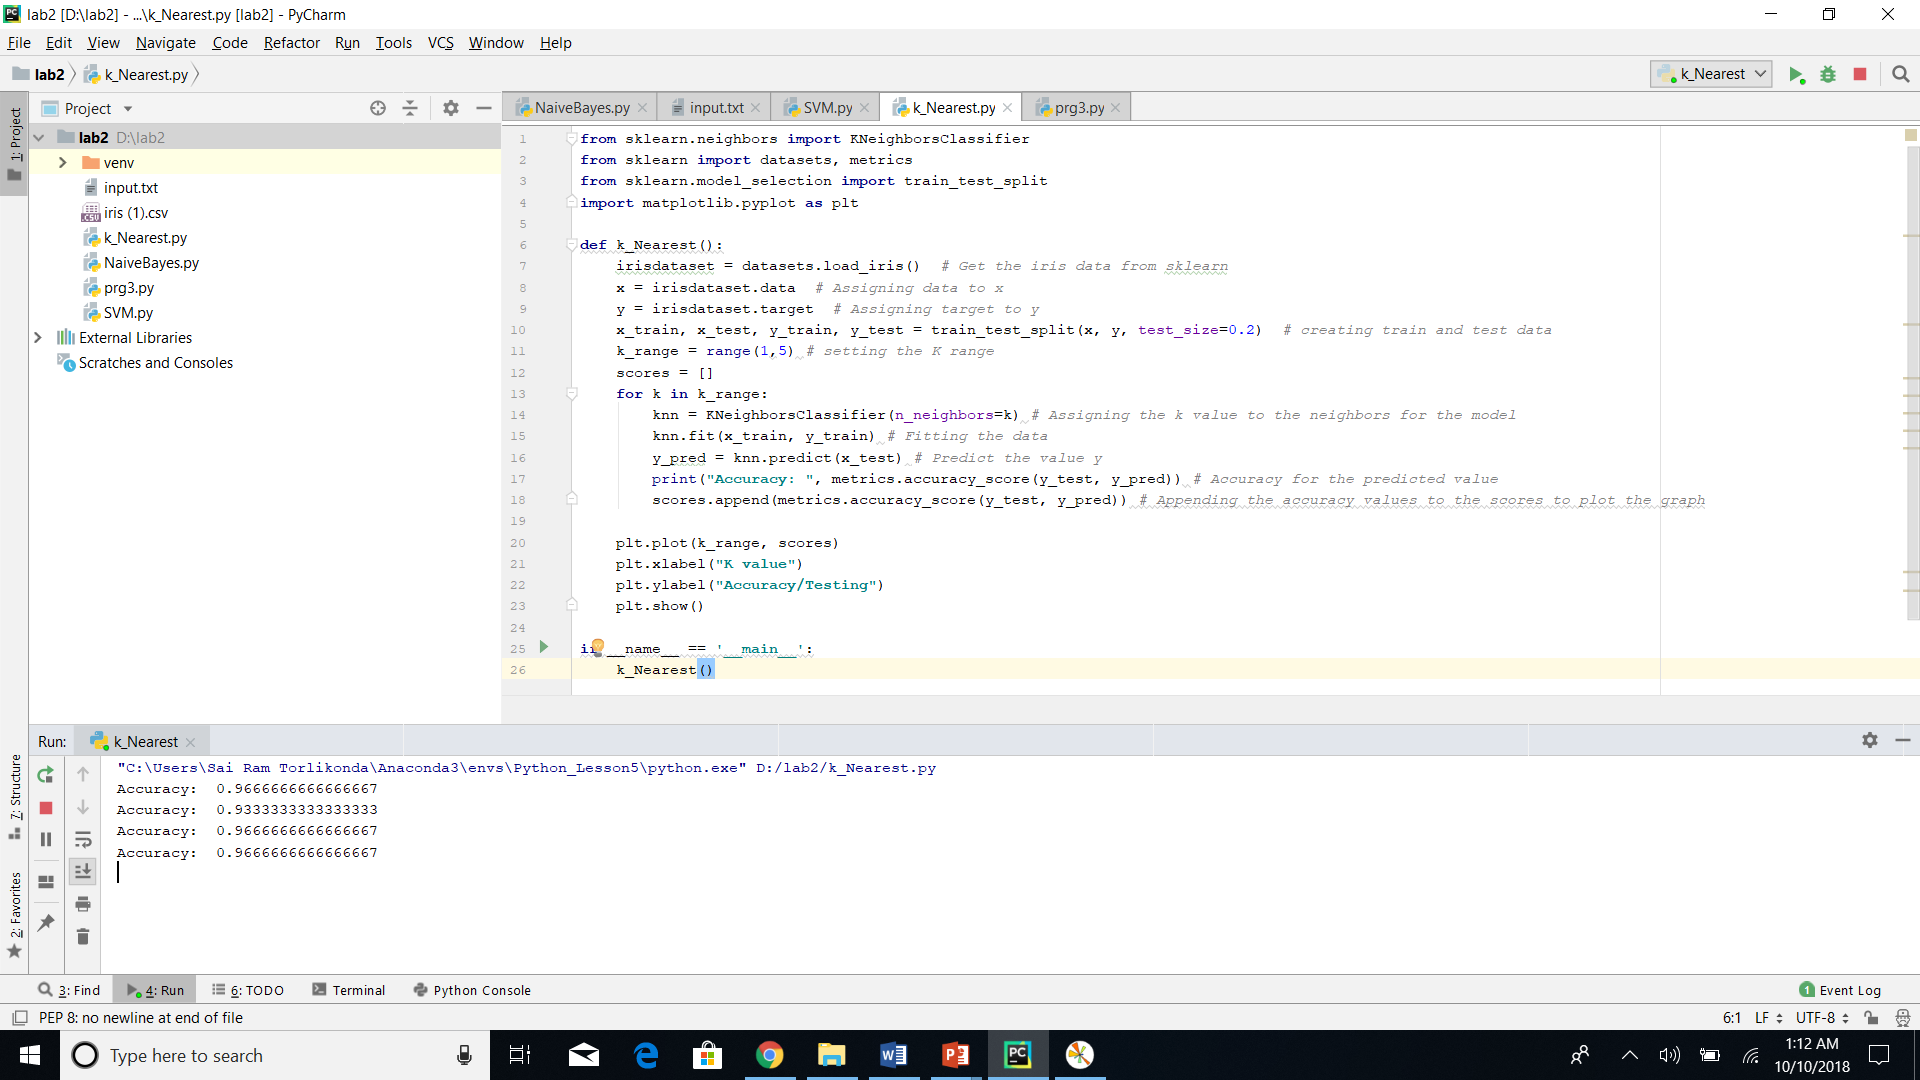 lab2 [D:\lab2] - ...\k_Nearest.py [lab2] - PyCharm
File Edit View Navigate Code Refactor Run Tools VCS Window Help
lab2 k_Nearest.py k_Nearest
1: Project
Project
lab2 D:\lab2
venv
input.txt
iris (1).csv
k_Nearest.py
NaiveBayes.py
prg3.py
SVM.py
External Libraries
Scratches and Consoles
NaiveBayes.py input.txt SVM.py k_Nearest.py prg3.py
1 from sklearn.neighbors import KNeighborsClassifier
2 from sklearn import datasets, metrics
3 from sklearn.model_selection import train_test_split
4 import matplotlib.pyplot as plt
5
6 def k_Nearest():
7 irisdataset = datasets.load_iris() # Get the iris data from sklearn
8 x = irisdataset.data # Assigning data to x
9 y = irisdataset.target # Assigning target to y
10 x_train, x_test, y_train, y_test = train_test_split(x, y, test_size=0.2) # creating train and test data
11 k_range = range(1,5) # setting the K range
12 scores = []
13 for k in k_range:
14 knn = KNeighborsClassifier(n_neighbors=k) # Assigning the k value to the neighbors for the model
15 knn.fit(x_train, y_train) # Fitting the data
16 y_pred = knn.predict(x_test) # Predict the value y
17 print("Accuracy: ", metrics.accuracy_score(y_test, y_pred)) # Accuracy for the predicted value
18 scores.append(metrics.accuracy_score(y_test, y_pred)) # Appending the accuracy values to the scores to plot the graph
19
20 plt.plot(k_range, scores)
21 plt.xlabel("K value")
22 plt.ylabel("Accuracy/Testing")
23 plt.show()
24
25 if __name__ == '__main__':
26 k_Nearest()
Run: k_Nearest
7: Structure
2: Favorites
"C:\Users\Sai Ram Torlikonda\Anaconda3\envs\Python_Lesson5\python.exe" D:/lab2/k_Nearest.py
Accuracy: 0.9666666666666667
Accuracy: 0.9333333333333333
Accuracy: 0.9666666666666667
Accuracy: 0.9666666666666667
3: Find 4: Run 6: TODO Terminal Python Console 1 Event Log
PEP 8: no newline at end of file 6:1 LF UTF-8
Type here to search
1:12 AM
10/10/2018